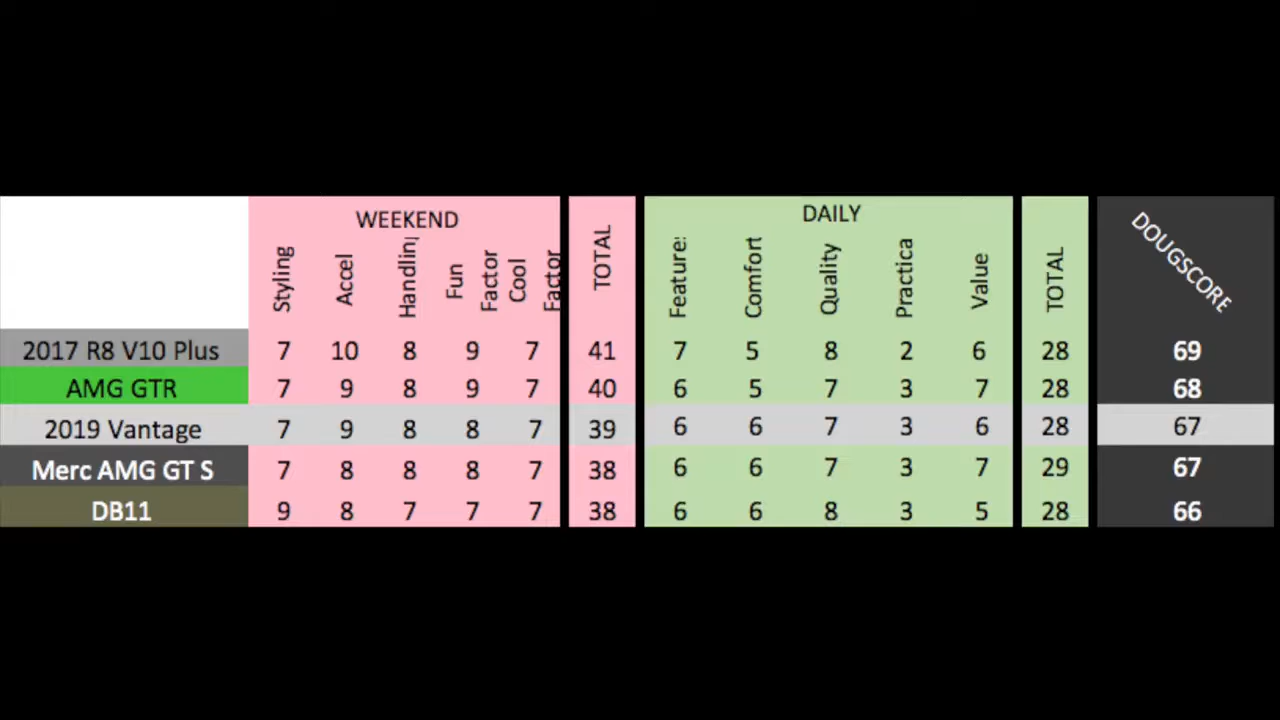 WEEKEND DAILY
Styling Accel Handling Fun Factor Cool Factor TOTAL Features Comfort Quality Practica Value TOTAL DOUGSCORE
2017 R8 V10 Plus 7 10 8 9 7 41 7 5 8 2 6 28 69
AMG GTR 7 9 8 9 7 40 6 5 7 3 7 28 68
2019 Vantage 7 9 8 8 7 39 6 6 7 3 6 28 67
Merc AMG GT S 7 8 8 8 7 38 6 6 7 3 7 29 67
DB11 9 8 7 7 7 38 6 6 8 3 5 28 66